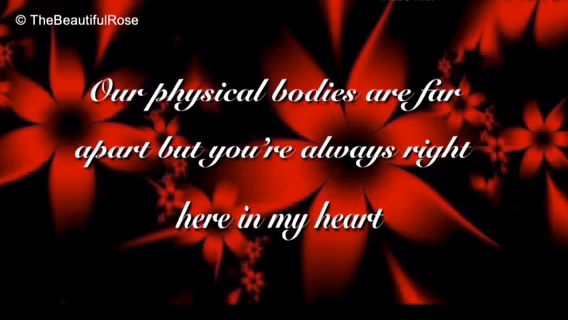 © TheBeautifulRose
Our physical bodies are far
apart but you're always right
here in my heart